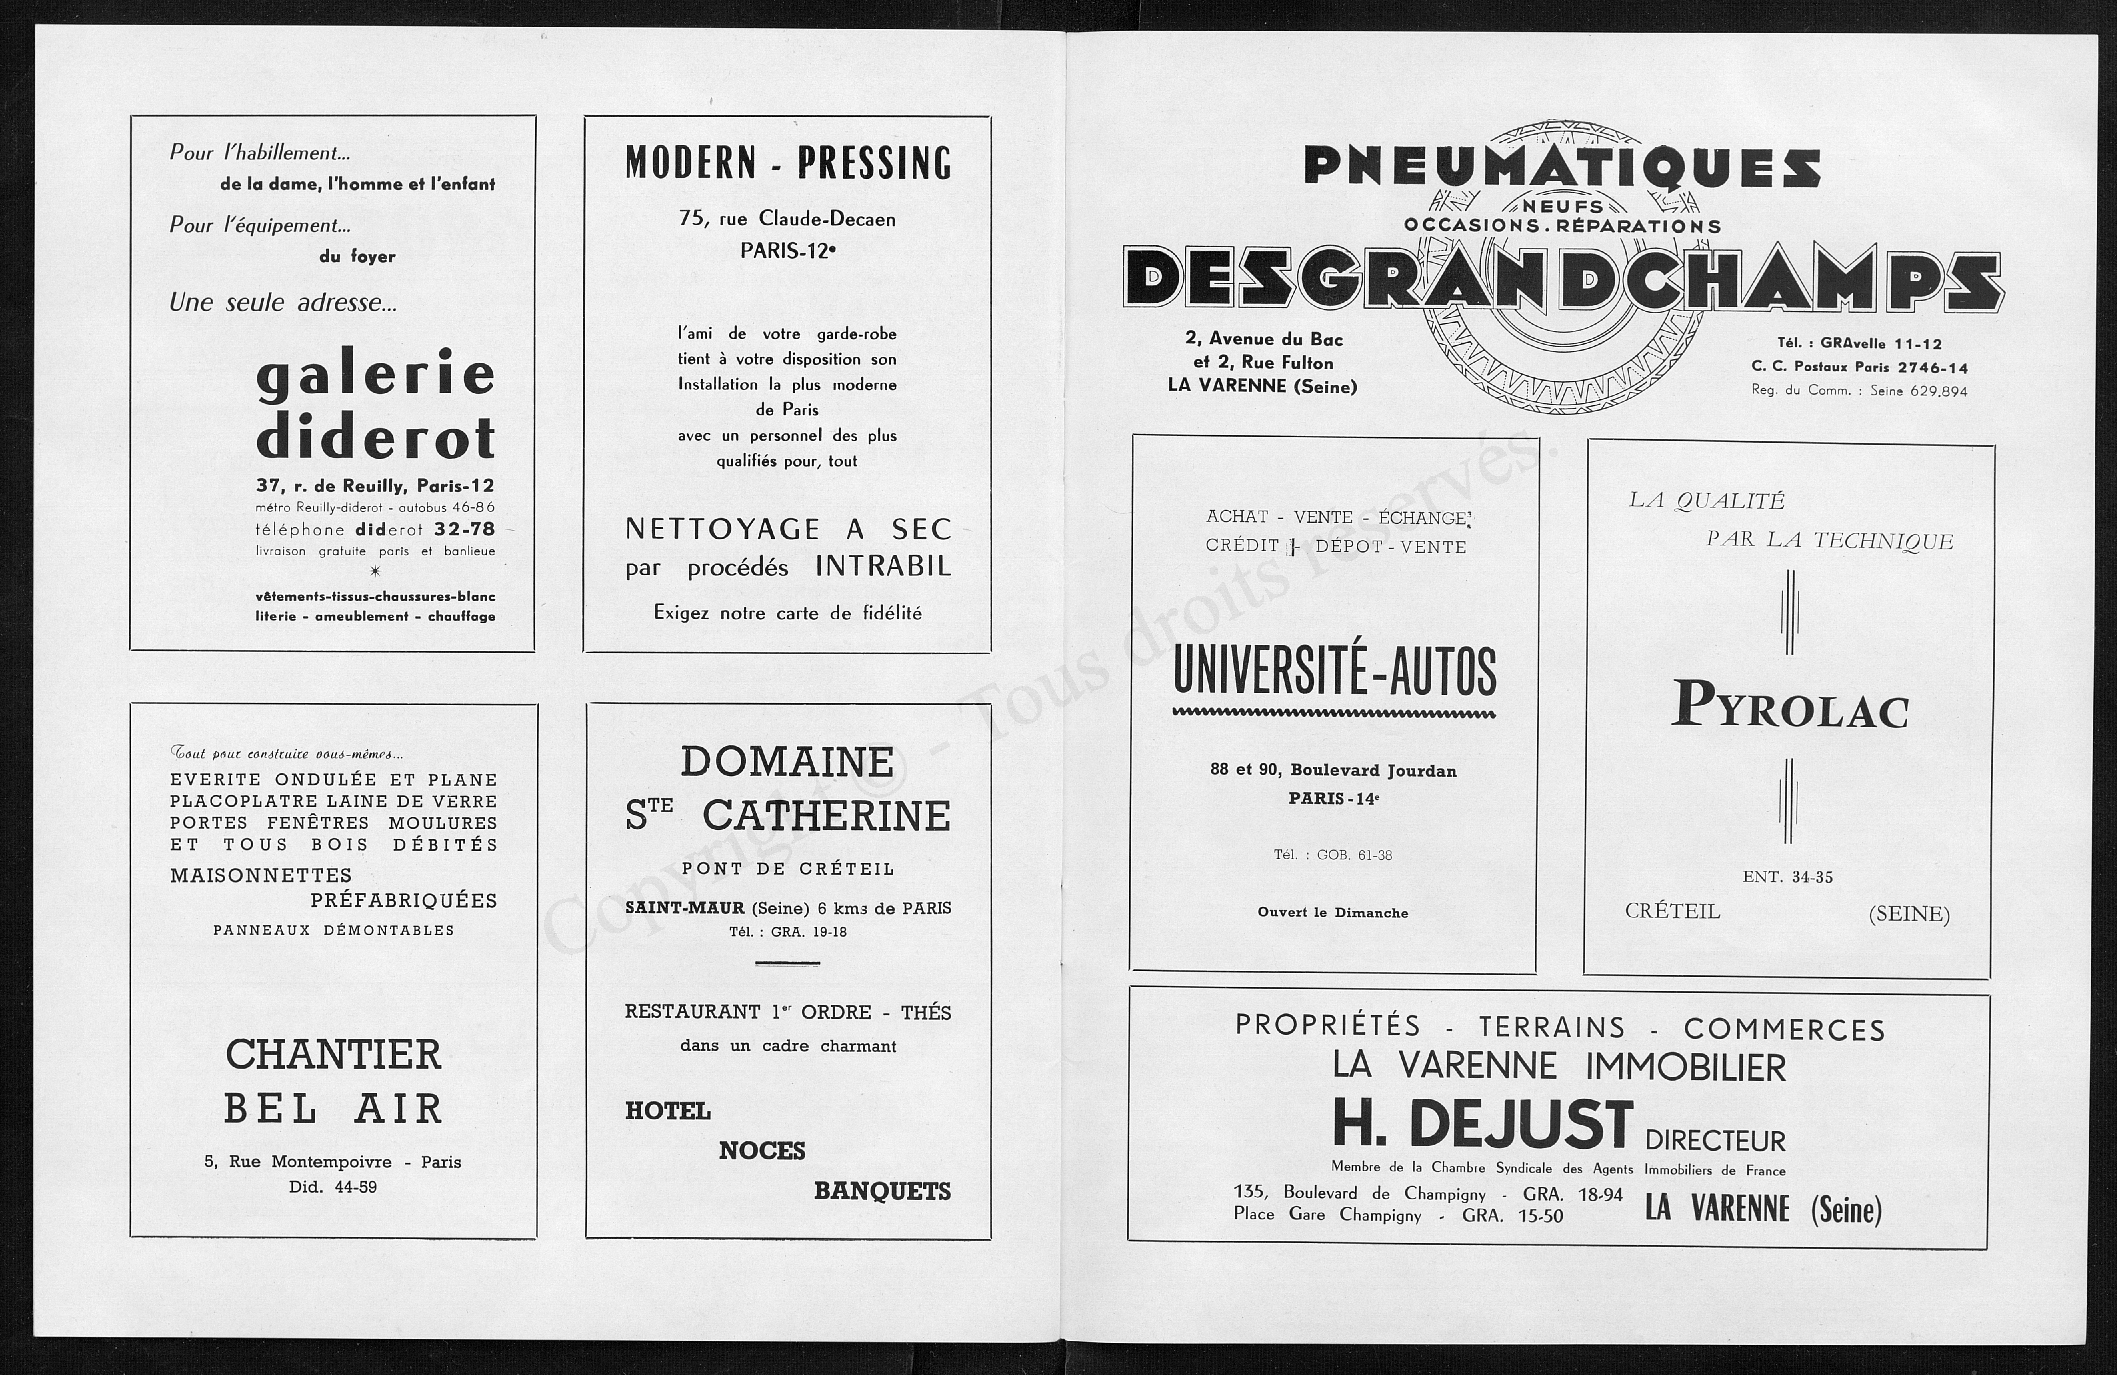 Pour l'habillement...
de la dame, l'homme et l'enfant
Pour l'équipement...
du foyer
Une seule adresse...
galerie
diderot
37, r. de Reuilly, Paris-12
métro Reuilly-diderot - autobus 46-86
téléphone diderot 32-78
livraison gratuite paris et banlieue
vêtements-tissus-chaussures-blanc
literie - ameublement - chauffage
MODERN - PRESSING
75, rue Claude-Decaen
PARIS-12e
l'ami de votre garde-robe
tient à votre disposition son
Installation la plus moderne
de Paris
avec un personnel des plus
qualifiés pour, tout
NETTOYAGE A SEC
par procédés INTRABIL
Exigez notre carte de fidélité
Tout pour construire vous-mêmes...
EVERITE ONDULÉE ET PLANE
PLACOPLATRE LAINE DE VERRE
PORTES FENÊTRES MOULURES
ET TOUS BOIS DÉBITÉS
MAISONNETTES
PRÉFABRIQUÉES
PANNEAUX DÉMONTABLES
CHANTIER
BEL AIR
5, Rue Montempoivre - Paris
Did. 44-59
DOMAINE
STE CATHERINE
PONT DE CRÉTEIL
SAINT-MAUR (Seine) 6 kms de PARIS
Tél. : GRA. 19-18
RESTAURANT 1er ORDRE - THÉS
dans un cadre charmant
HOTEL
NOCES
BANQUETS
PNEUMATIQUES
NEUFS
OCCASIONS. RÉPARATIONS
DESGRANDCHAMPS
2, Avenue du Bac
et 2, Rue Fulton
LA VARENNE (Seine)
Tél. : GRAvelle 11-12
C. C. Postaux Paris 2746-14
Reg. du Comm. : Seine 629.894
ACHAT - VENTE - ÉCHANGE
CRÉDIT - DÉPOT-VENTE
UNIVERSITÉ-AUTOS
88 et 90, Boulevard Jourdan
PARIS-14e
Tél. : GOB. 61-38
Ouvert le Dimanche
LA QUALITÉ
PAR LA TECHNIQUE
PYROLAC
ENT. 34-35
CRÉTEIL (SEINE)
PROPRIÉTÉS - TERRAINS - COMMERCES
LA VARENNE IMMOBILIER
H. DEJUST DIRECTEUR
Membre de la Chambre Syndicale des Agents Immobiliers de France
135, Boulevard de Champigny - GRA. 18-94
Place Gare Champigny - GRA. 15-50
LA VARENNE (Seine)
Copyright © - Tous droits réservés.